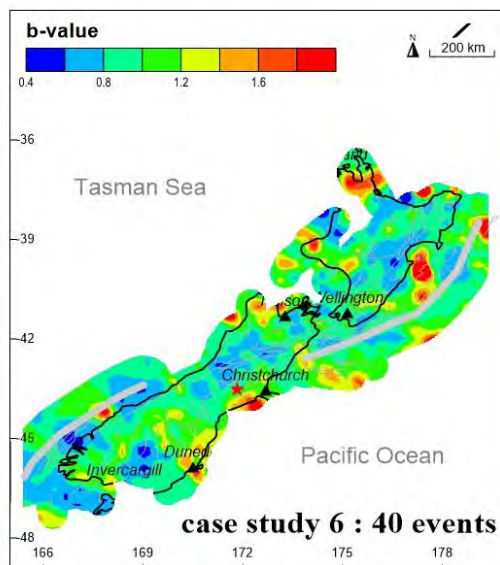 b-value
N
200 km
0.4 0.8 1.2 1.6
-36
Tasman Sea
-39
Wellington
-42
Christchurch
-45
Duned
Pacific Ocean
Invercargill
case study 6 : 40 events
-48
166 169 172 175 178